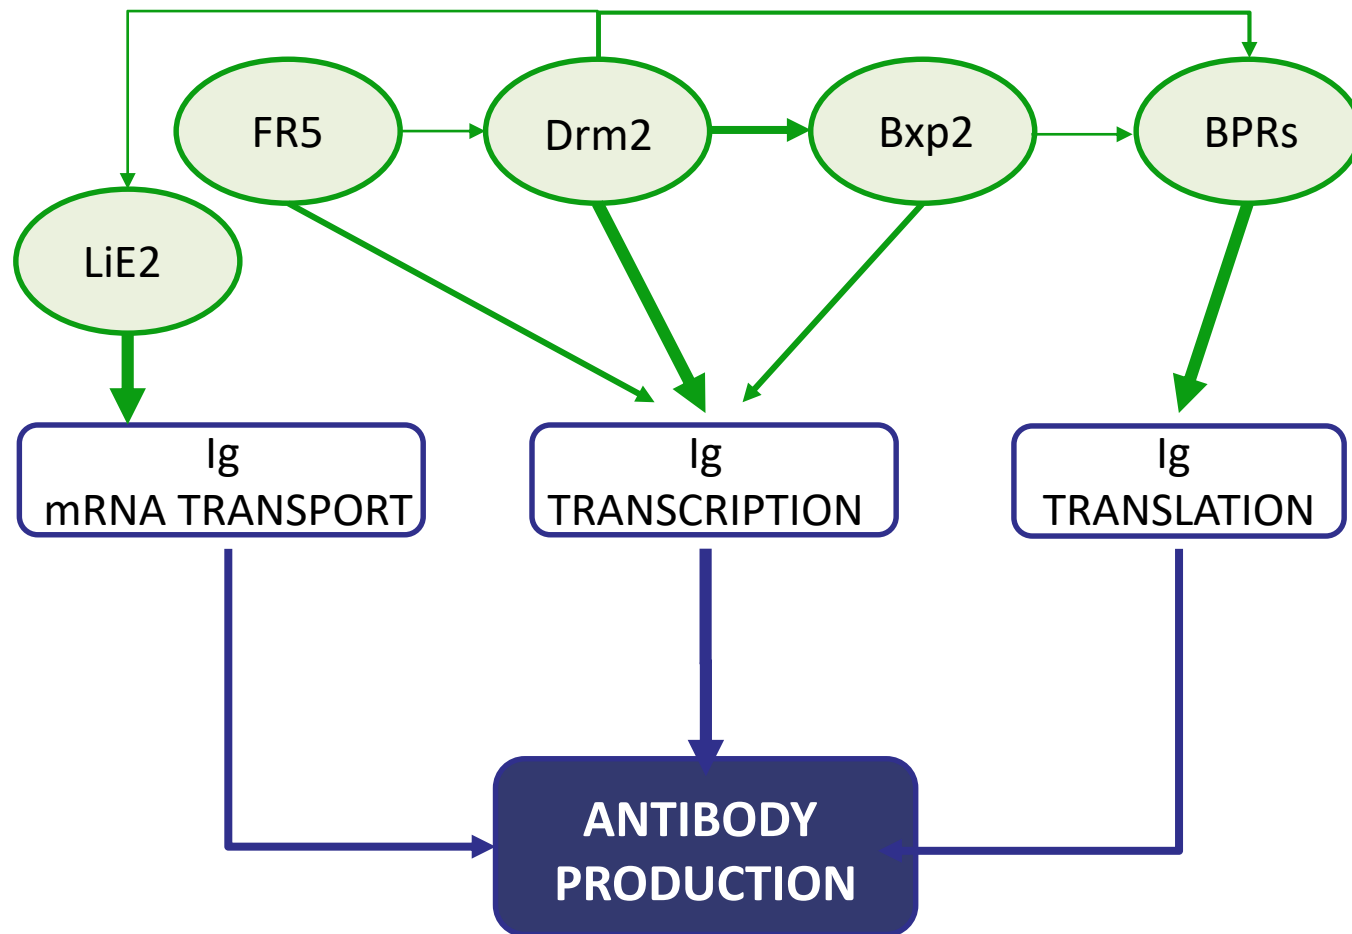 FR5
Drm2
Bxp2
BPRs
LiE2
Ig
mRNA TRANSPORT
Ig
TRANSCRIPTION
Ig
TRANSLATION
ANTIBODY
PRODUCTION